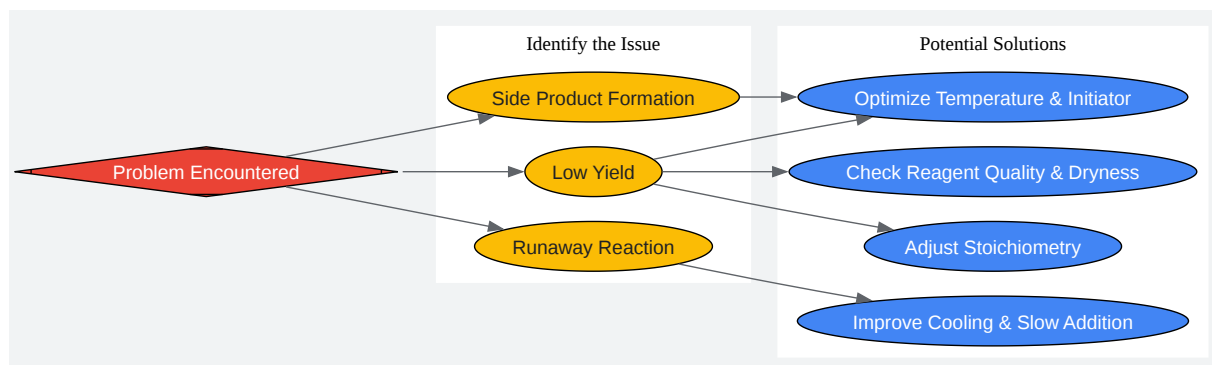 Identify the Issue
Potential Solutions
Side Product Formation
Optimize Temperature & Initiator
Problem Encountered
Low Yield
Check Reagent Quality & Dryness
Runaway Reaction
Adjust Stoichiometry
Improve Cooling & Slow Addition